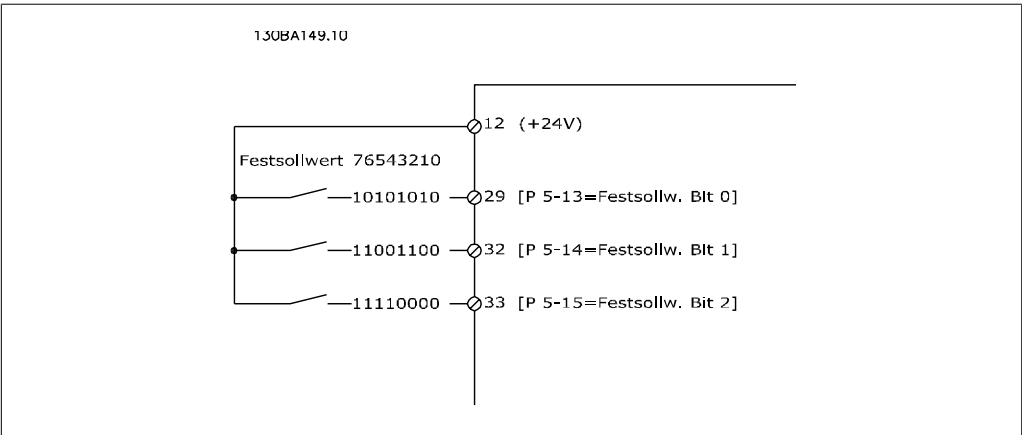 130BA149.10
12 (+24V)
Festsollwert 76543210
10101010 29 [P 5-13=Festsollw. BIt 0]
11001100 32 [P 5-14=Festsollw. BIt 1]
11110000 33 [P 5-15=Festsollw. Bit 2]